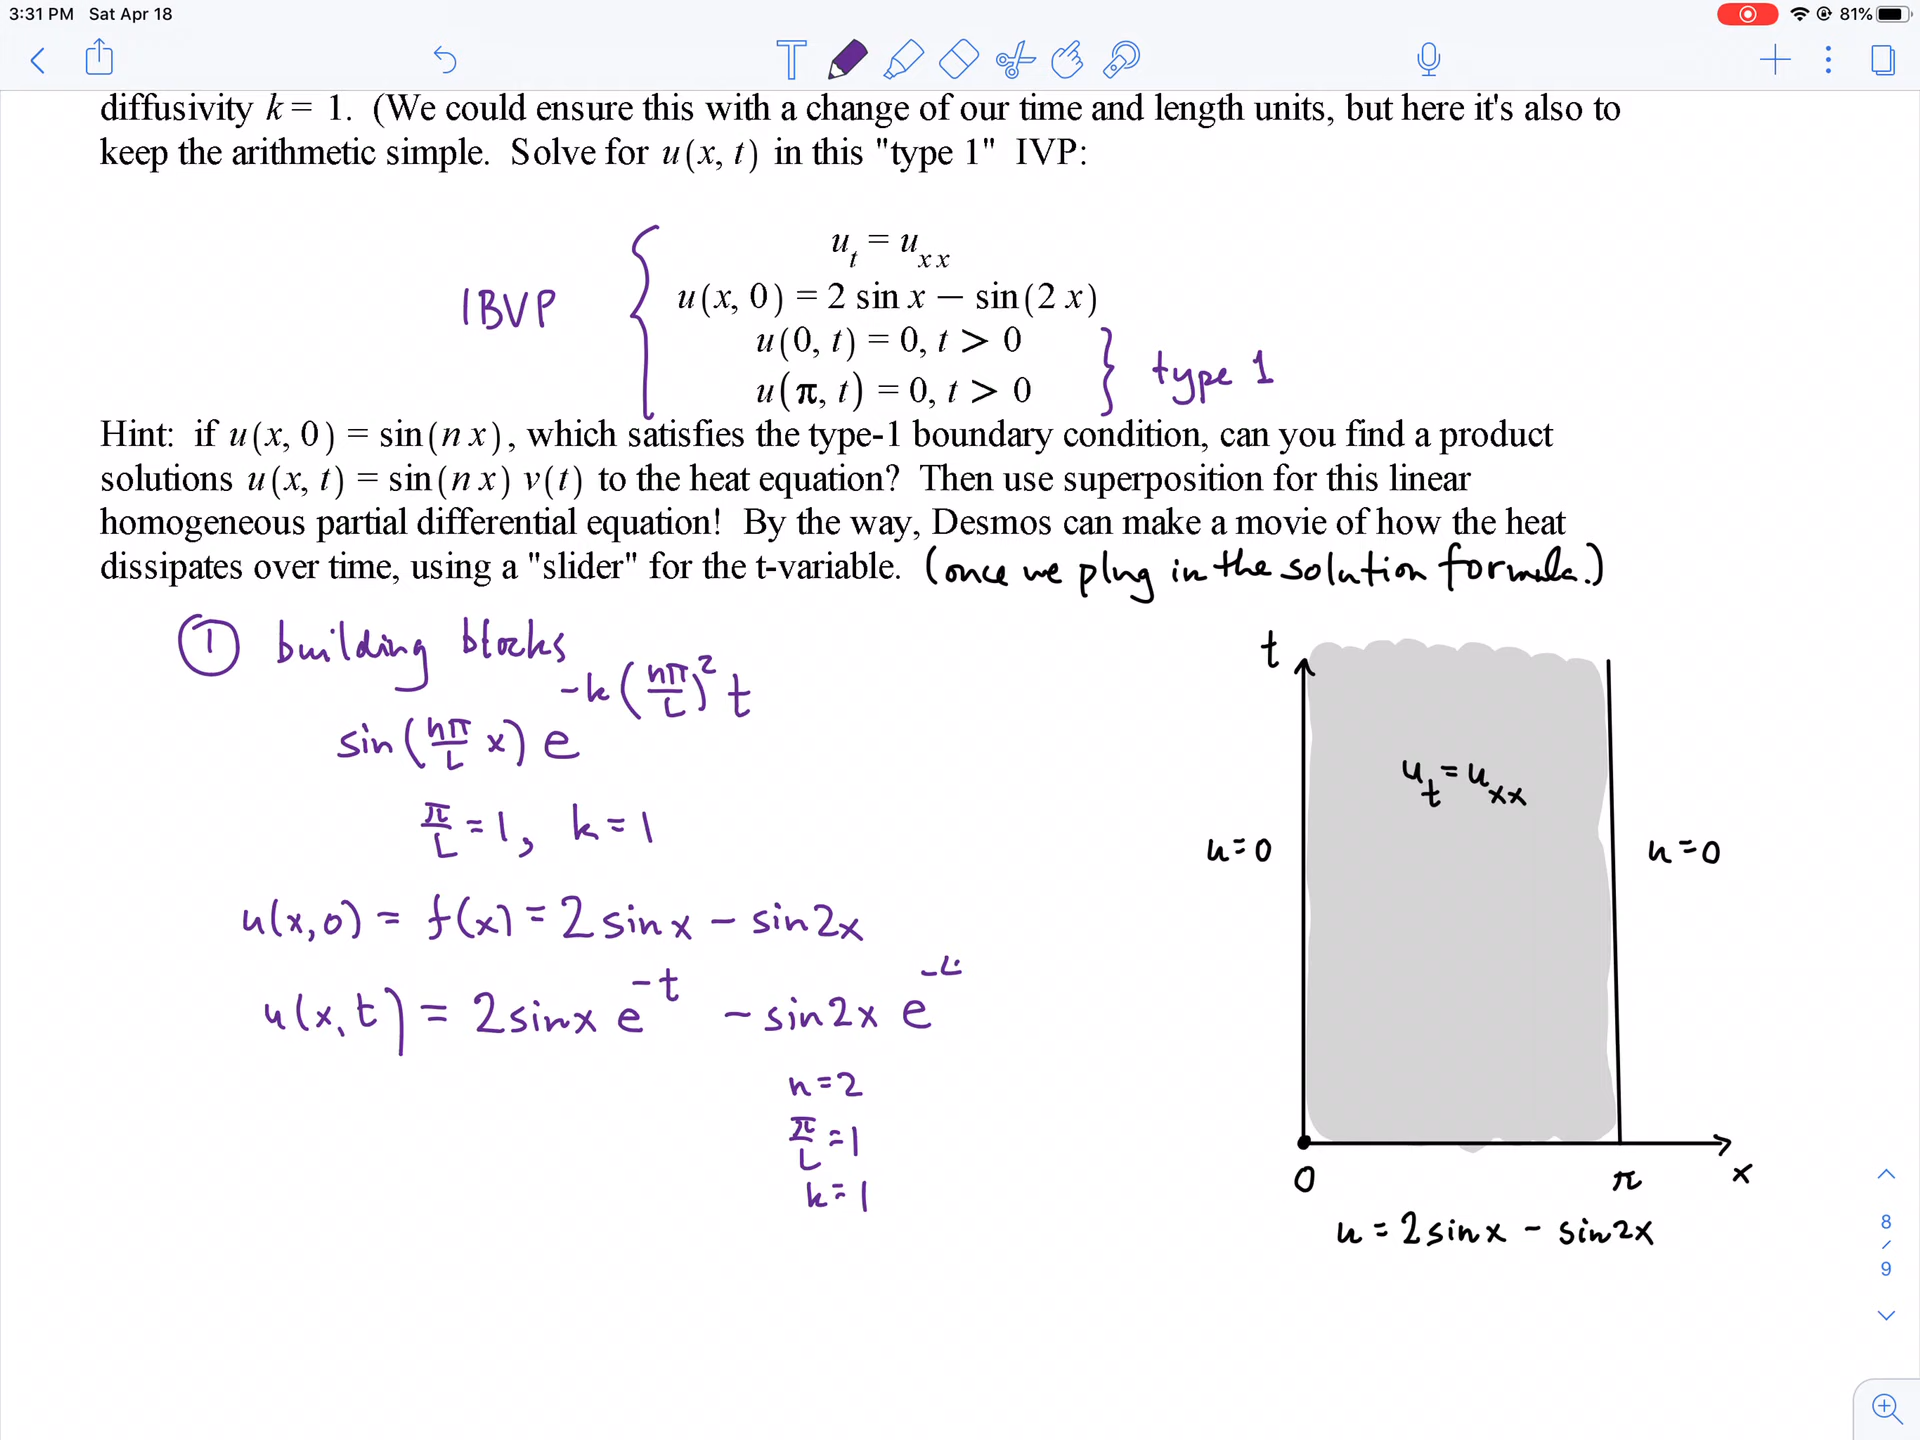 3:31 PM Sat Apr 18 81%
diffusivity k = 1. (We could ensure this with a change of our time and length units, but here it's also to
keep the arithmetic simple. Solve for u(x, t) in this "type 1" IVP:
u_t = u_xx
IBVP
u(x, 0) = 2 sin x − sin(2 x)
u(0, t) = 0, t > 0
u(π, t) = 0, t > 0
type 1
Hint: if u(x, 0) = sin(n x), which satisfies the type-1 boundary condition, can you find a product
solutions u(x, t) = sin(n x) v(t) to the heat equation? Then use superposition for this linear
homogeneous partial differential equation! By the way, Desmos can make a movie of how the heat
dissipates over time, using a "slider" for the t-variable. (once we plug in the solution formula.)
① building blocks
sin(nπ/L x) e^{-k(nπ/L)^2 t}
π/L = 1, k = 1
u(x,0) = f(x) = 2 sin x − sin 2x
u(x,t) = 2 sin x e^{-t} − sin 2x e^{-
n = 2
π/L = 1
k = 1
t
u_t = u_xx
u = 0
u = 0
0
π
x
u = 2 sin x − sin 2x
8
/
9